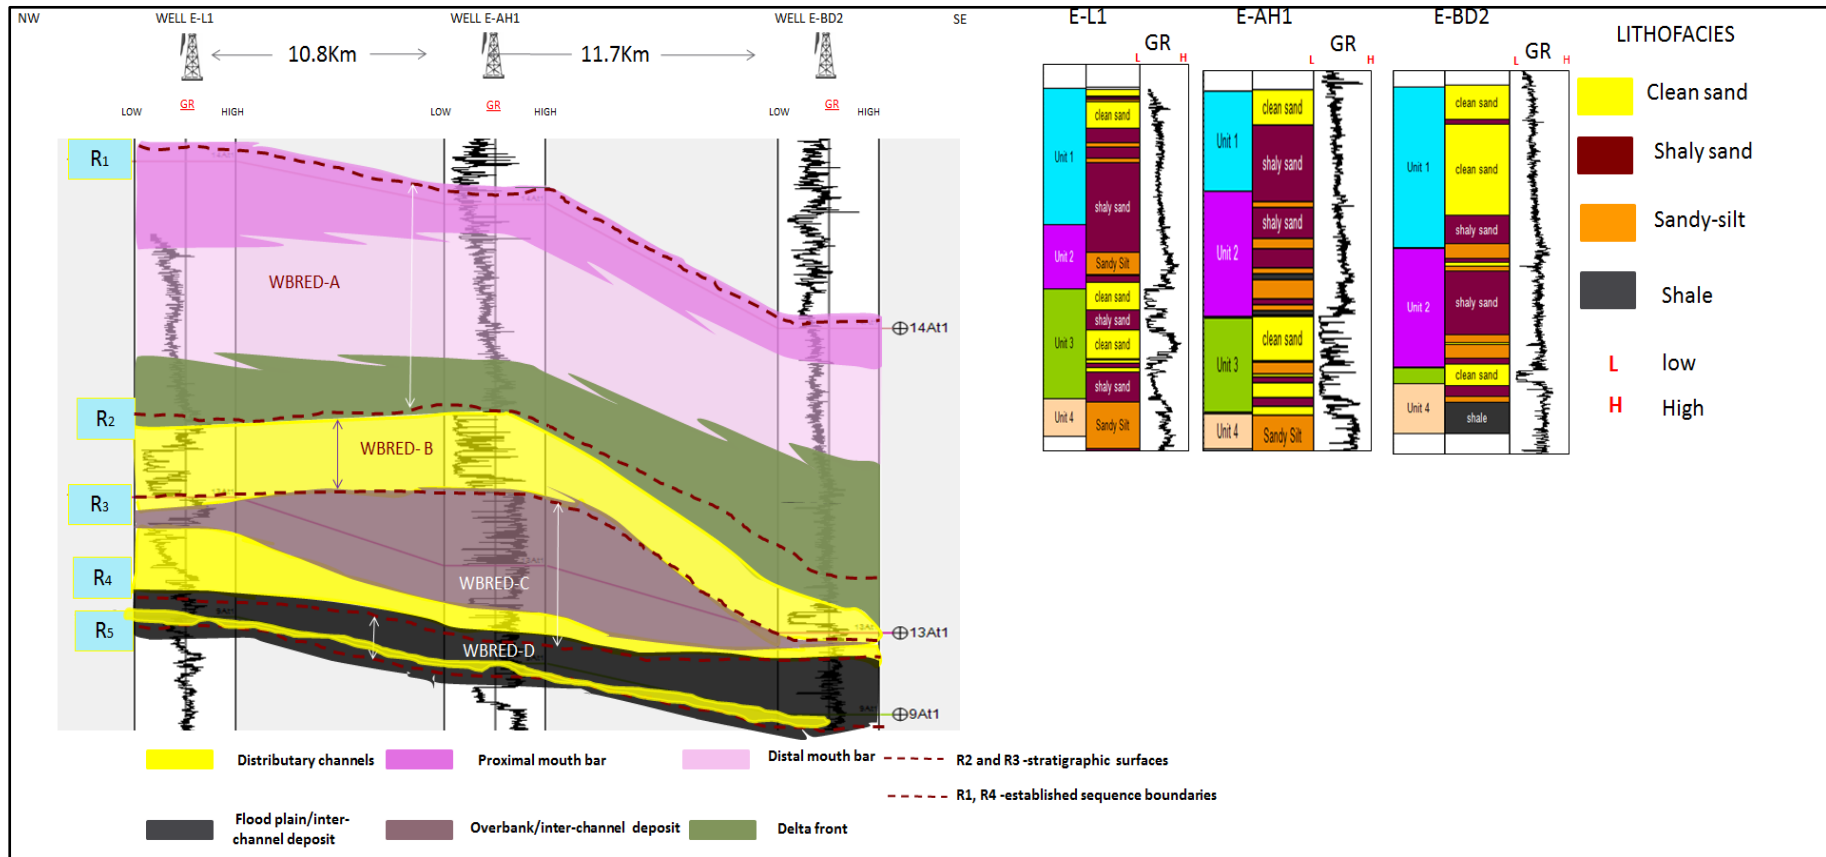 NW
WELL E-L1
WELL E-AH1
WELL E-BD2
SE
10.8Km
11.7Km
LOW
GR
HIGH
LOW
GR
HIGH
LOW
GR
HIGH
R1
R2
R3
R4
R5
14At1
14At1
WBRED-A
WBRED- B
WBRED-C
WBRED-D
9At1
14At1
13At1
9At1
Distributary channels
Proximal mouth bar
Distal mouth bar
R2 and R3 -stratigraphic surfaces
R1, R4 -established sequence boundaries
Flood plain/inter-
channel deposit
Overbank/inter-channel deposit
Delta front
E-L1
GR
L
H
Unit 1
Unit 2
Unit 3
Unit 4
shaly sand
Sandy Silt
clean sand
shaly sand
clean sand
shaly sand
Sandy Silt
E-AH1
GR
L
H
Unit 1
Unit 2
Unit 3
Unit 4
clean sand
shaly sand
shaly sand
clean sand
Sandy Silt
E-BD2
GR
L
H
Unit 1
Unit 2
Unit 4
clean sand
clean sand
shaly sand
shaly sand
clean sand
shale
LITHOFACIES
Clean sand
Shaly sand
Sandy-silt
Shale
L
low
H
High